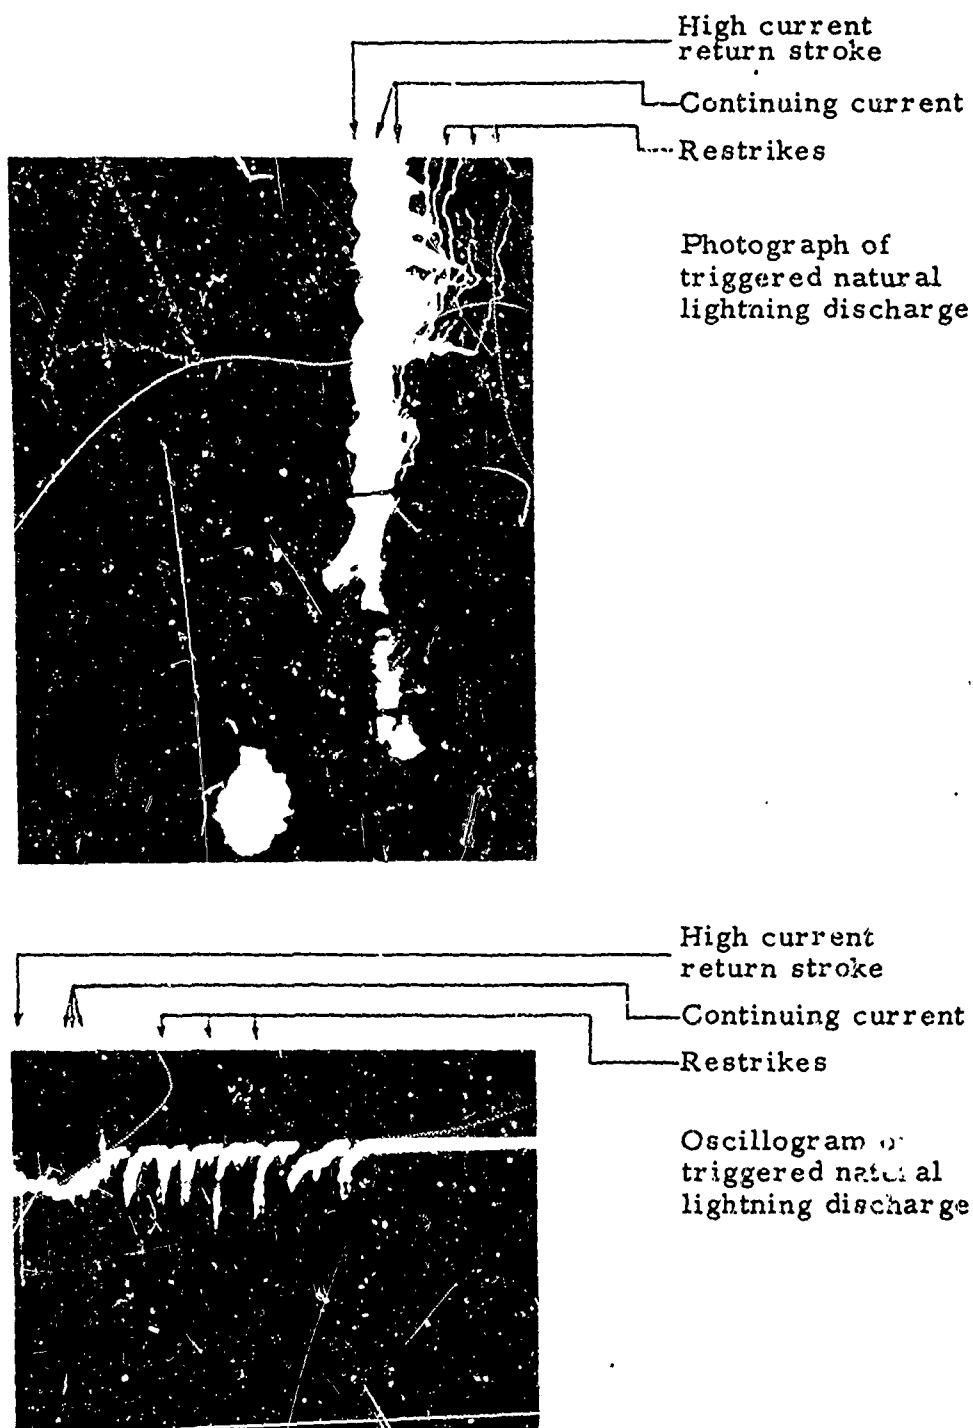 High current
return stroke
Continuing current
Restrikes
Photograph of
triggered natural
lightning discharge
High current
return stroke
Continuing current
Restrikes
Oscillogram
triggered natural
lightning discharge